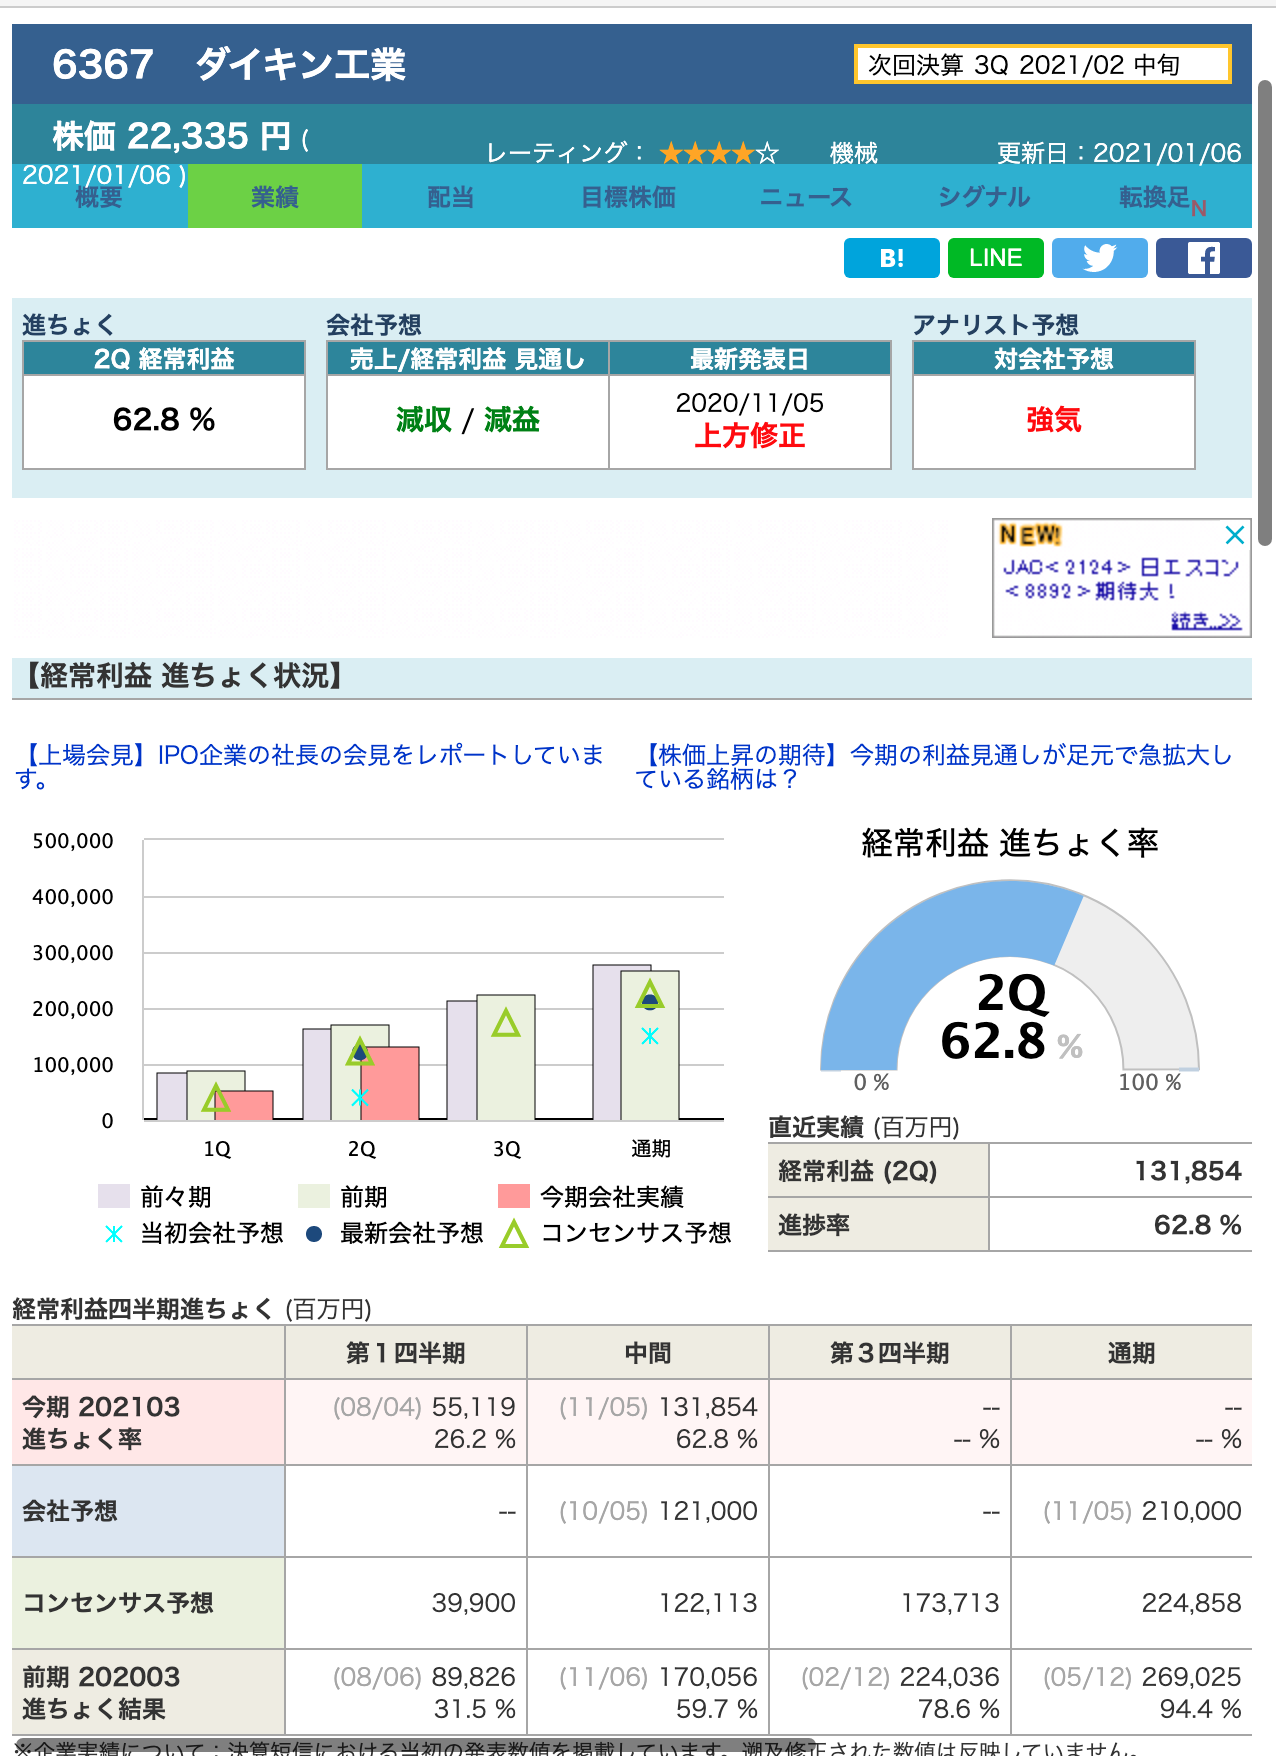 6367　ダイキン工業
次回決算 3Q 2021/02 中旬
株価 22,335 円 (
2021/01/06 )
レーティング： ★★★★☆ 機械 更新日：2021/01/06
概要 業績 配当 目標株価 ニュース シグナル 転換足N
B! LINE
進ちょく 会社予想 アナリスト予想
2Q 経常利益 売上/経常利益 見通し 最新発表日 対会社予想
62.8 % 減収 / 減益 2020/11/05 強気
上方修正
NEW!
JAC<2124> 日エスコン
<8892>期待大！
続き..>>
【経常利益 進ちょく状況】
【上場会見】IPO企業の社長の会見をレポートしていま
す。
【株価上昇の期待】今期の利益見通しが足元で急拡大し
ている銘柄は？
500,000
400,000
300,000
200,000
100,000
0
1Q 2Q 3Q 通期
前々期 前期 今期会社実績
当初会社予想 最新会社予想 コンセンサス予想
経常利益 進ちょく率
2Q
62.8 %
0 % 100 %
直近実績 (百万円)
経常利益 (2Q) 131,854
進捗率 62.8 %
経常利益四半期進ちょく (百万円)
第１四半期 中間 第３四半期 通期
今期 202103 (08/04) 55,119 (11/05) 131,854 -- --
進ちょく率 26.2 % 62.8 % -- % -- %
会社予想 -- (10/05) 121,000 -- (11/05) 210,000
コンセンサス予想 39,900 122,113 173,713 224,858
前期 202003 (08/06) 89,826 (11/06) 170,056 (02/12) 224,036 (05/12) 269,025
進ちょく結果 31.5 % 59.7 % 78.6 % 94.4 %
※企業実績について：決算短信における当初の発表数値を掲載しています。遡及修正された数値は反映していません。